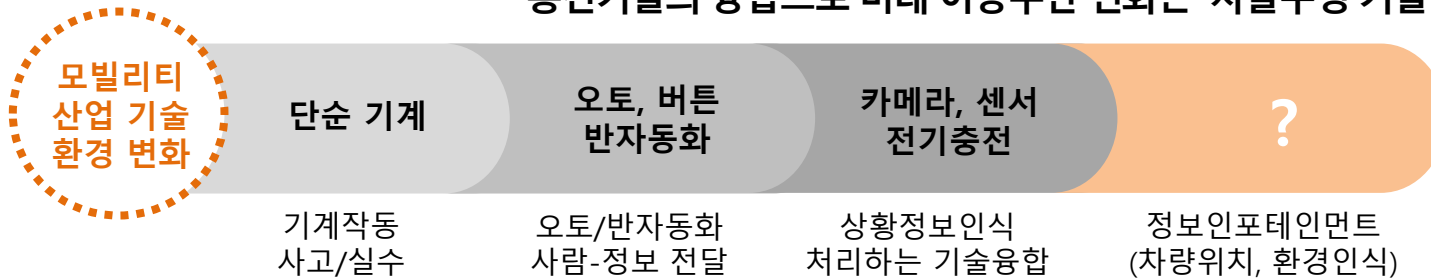 모빌리티
산업 기술
환경 변화
단순 기계
오토, 버튼
반자동화
카메라, 센서
전기충전
?
기계작동
사고/실수
오토/반자동화
사람-정보 전달
상황정보인식
처리하는 기술융합
정보인포테인먼트
(차량위치, 환경인식)